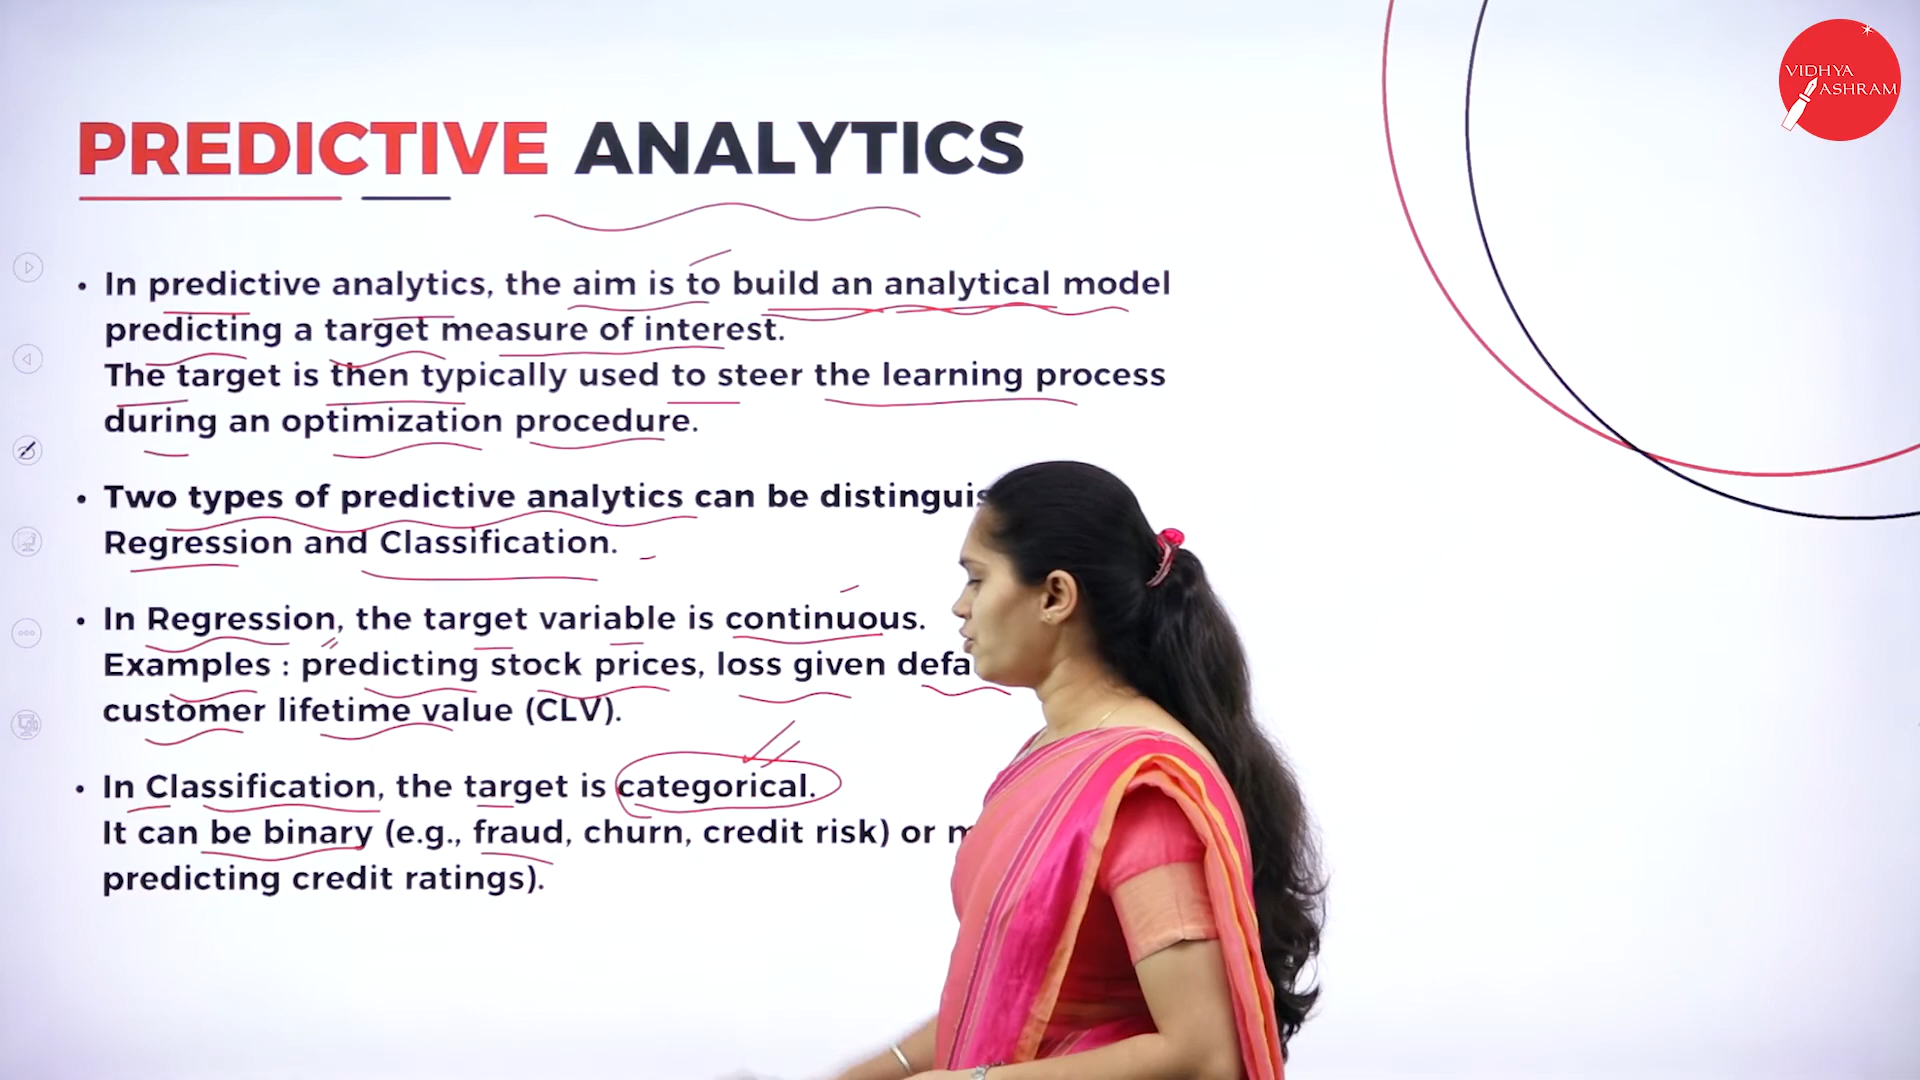 VIDHYA
ASHRAM
PREDICTIVE ANALYTICS
• In predictive analytics, the aim is to build an analytical model
predicting a target measure of interest.
The target is then typically used to steer the learning process
during an optimization procedure.
• Two types of predictive analytics can be
Regression and Classification.
• In Regression, the target variable is continuous.
Examples : predicting stock prices, loss given
customer lifetime value (CLV).
• In Classification, the target is categorical.
It can be binary (e.g., fraud, churn, credit risk) or
predicting credit ratings).